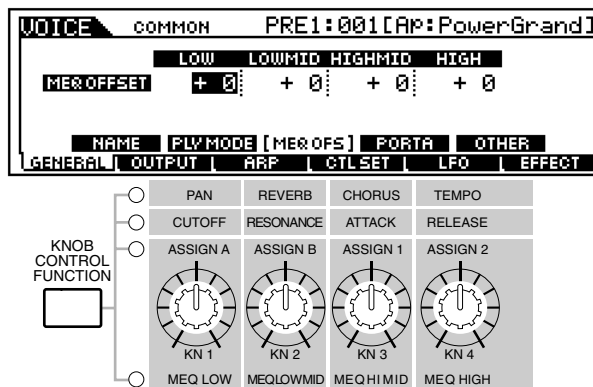 VOICE COMMON PRE1:001[AP:PowerGrand]
LOW LOWMID HIGHMID HIGH
MEQ OFFSET + 0 + 0 + 0 + 0
NAME PLY MODE [MEQ OFS] PORTA OTHER
GENERAL OUTPUT ARP CTL SET LFO EFFECT
PAN REVERB CHORUS TEMPO
CUTOFF RESONANCE ATTACK RELEASE
KNOB
CONTROL
FUNCTION
ASSIGN A ASSIGN B ASSIGN 1 ASSIGN 2
KN 1 KN 2 KN 3 KN 4
MEQ LOW MEQLOWMID MEQHIMID MEQ HIGH